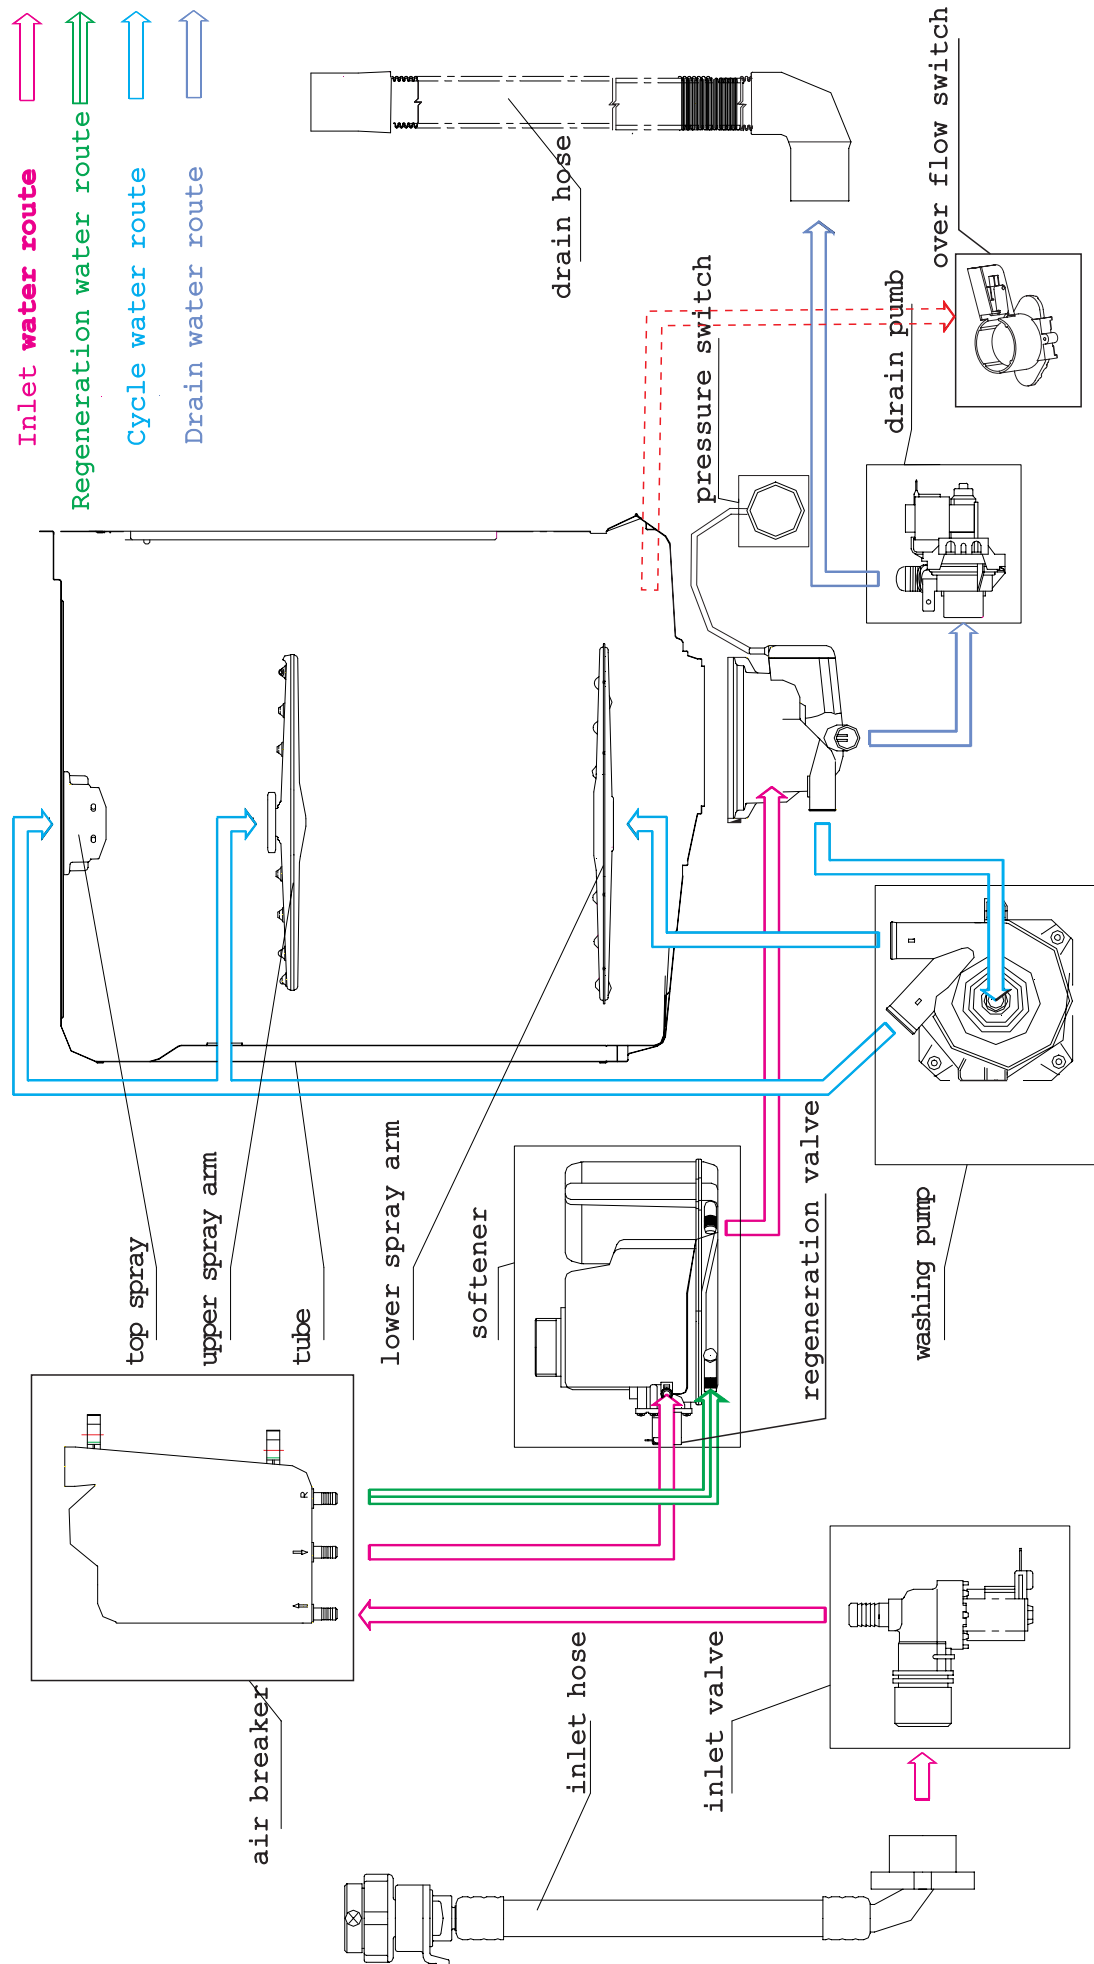 Inlet water route
Regeneration water route
Cycle water route
Drain water route
drain hose
over flow switch
pressure switch
drain pumb
top spray
upper spray arm
tube
lower spray arm
softener
regeneration valve
washing pump
R
air breaker
inlet hose
inlet valve